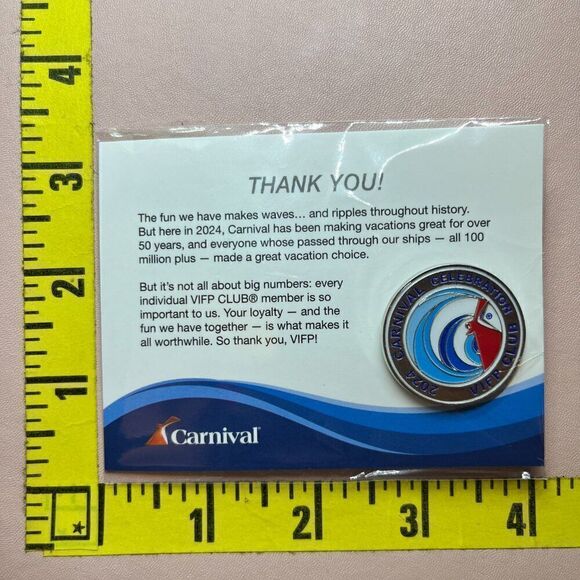 4
3
2
1
THANK YOU!
The fun we have makes waves... and ripples throughout history.
But here in 2024, Carnival has been making vacations great for over
50 years, and everyone whose passed through our ships — all 100
million plus — made a great vacation choice.
But it's not all about big numbers: every
individual VIFP CLUB® member is so
important to us. Your loyalty — and the
fun we have together — is what makes it
all worthwhile. So thank you, VIFP!
2024 CARNIVAL CELEBRATION
VIFP CLUB
®
Carnival
1
2
3
4